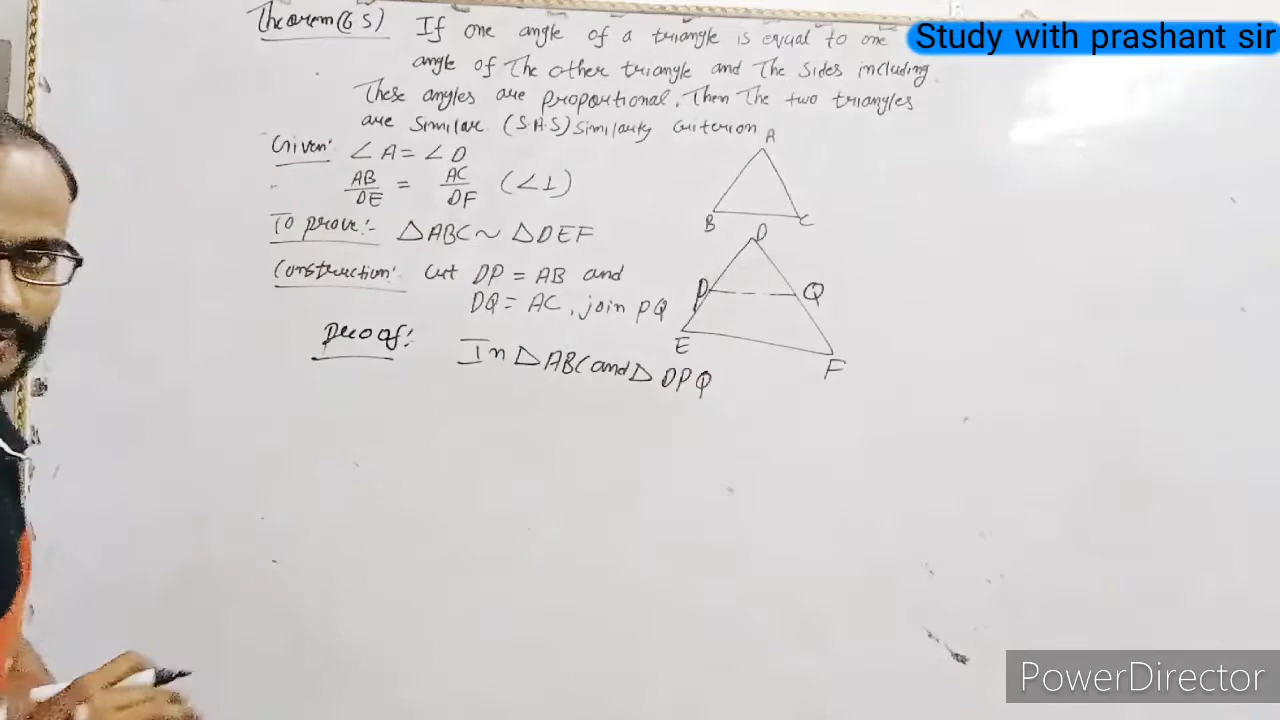 Theorem (6.5) If one angle of a triangle is equal to one
Study with prashant sir
angle of The other triangle and The sides including
These angles are proportional, Then The two triangles
are similar (S.A.S) Similarity Criterion
Given: ∠A = ∠D
AB/DE = AC/DF (<1)
To prove:- △ABC ~ △DEF
Construction:- Cut DP = AB and
DQ = AC, join PQ
Proof: In △ABC and △DPQ
A
B C
D
P Q
E
F
PowerDirector